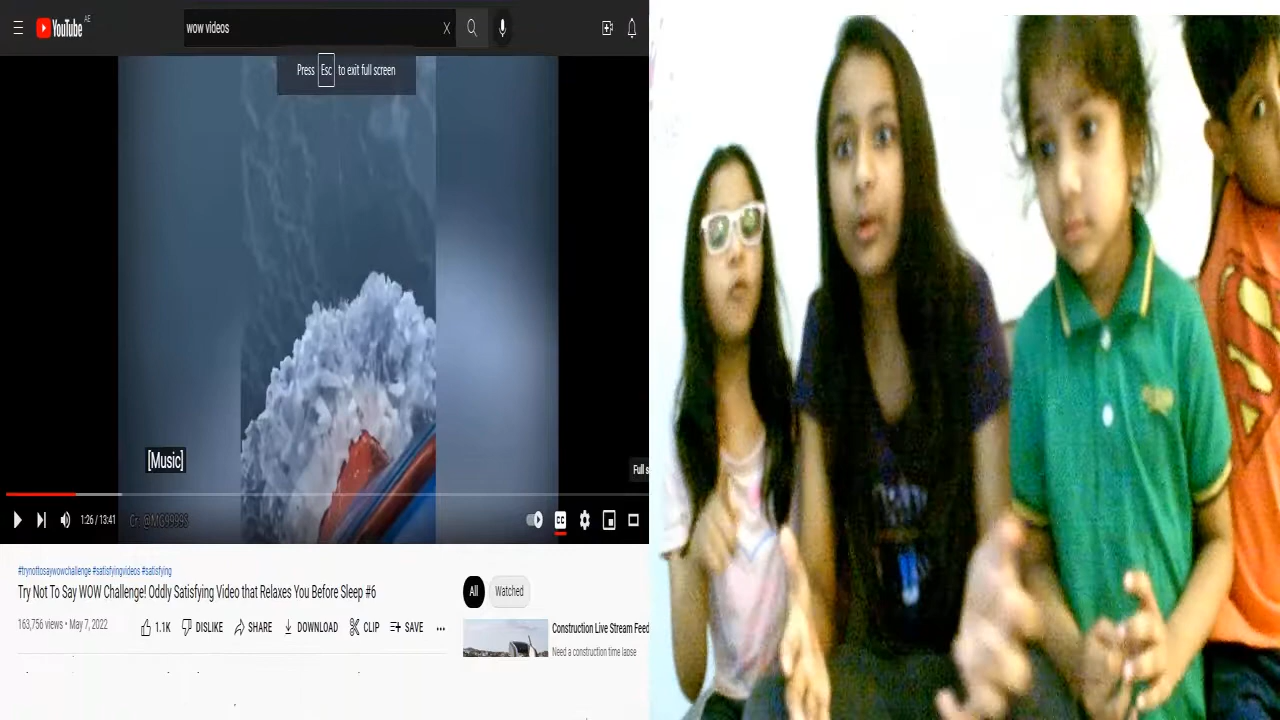 YouTube AE
wow videos
Press Esc to exit full screen
[Music]
Full s
1:26 / 13:41
Cr: @MG99993
CC
#trynottosaywowchallenge #satisfyingvideos #satisfying
Try Not To Say WOW Challenge! Oddly Satisfying Video that Relaxes You Before Sleep #6
163,756 views • May 7, 2022
1.1K DISLIKE SHARE DOWNLOAD CLIP SAVE
All Watched
Construction Live Stream Feed
Need a construction time lapse